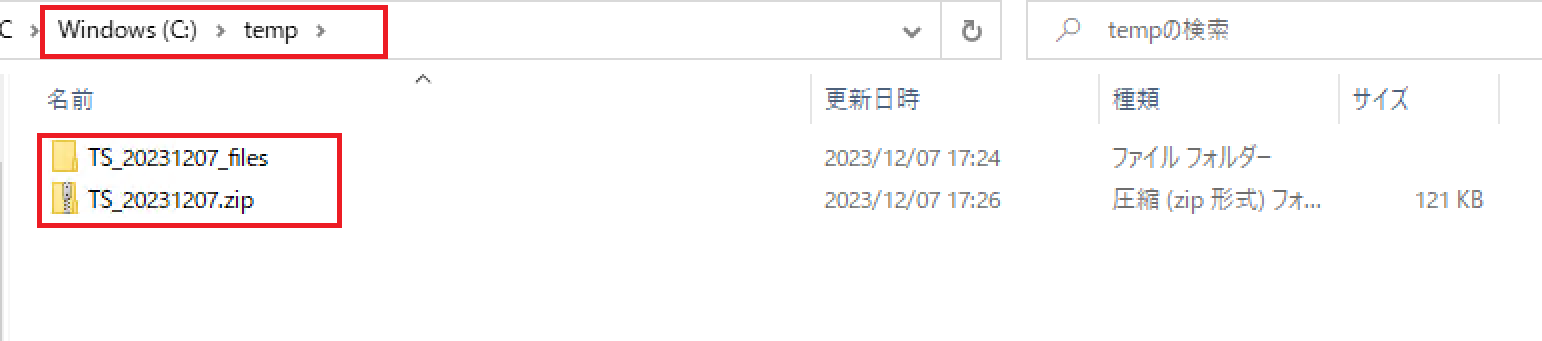 C > Windows (C:) > temp > tempの検索
名前 更新日時 種類 サイズ
TS_20231207_files 2023/12/07 17:24 ファイル フォルダー
TS_20231207.zip 2023/12/07 17:26 圧縮 (zip 形式) フォ... 121 KB